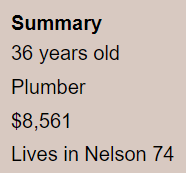 Summary
36 years old
Plumber
$8,561
Lives in Nelson 74